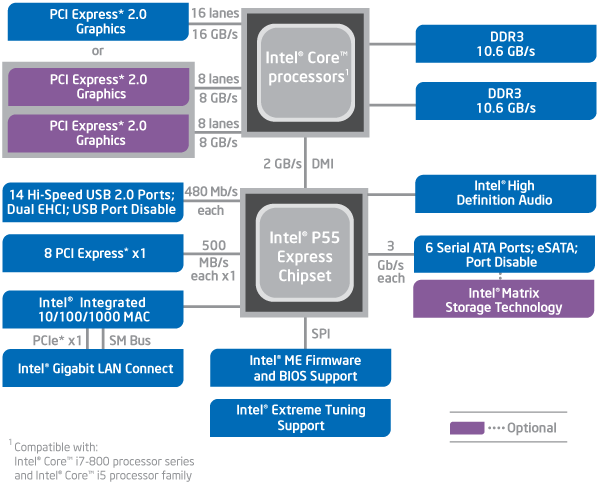 PCI Express* 2.0
Graphics
16 lanes
16 GB/s
or
PCI Express* 2.0
Graphics
8 lanes
8 GB/s
PCI Express* 2.0
Graphics
8 lanes
8 GB/s
Intel® Core™
processors¹
DDR3
10.6 GB/s
DDR3
10.6 GB/s
2 GB/s DMI
14 Hi-Speed USB 2.0 Ports;
Dual EHCI; USB Port Disable
480 Mb/s
each
8 PCI Express* x1
500
MB/s
each x1
Intel® Integrated
10/100/1000 MAC
PCIe* x1
SM Bus
Intel® Gigabit LAN Connect
Intel® P55
Express
Chipset
Intel® High
Definition Audio
3
Gb/s
each
6 Serial ATA Ports; eSATA;
Port Disable
Intel® Matrix
Storage Technology
SPI
Intel® ME Firmware
and BIOS Support
Intel® Extreme Tuning
Support
Optional
¹ Compatible with:
Intel® Core™ i7-800 processor series
and Intel® Core™ i5 processor family